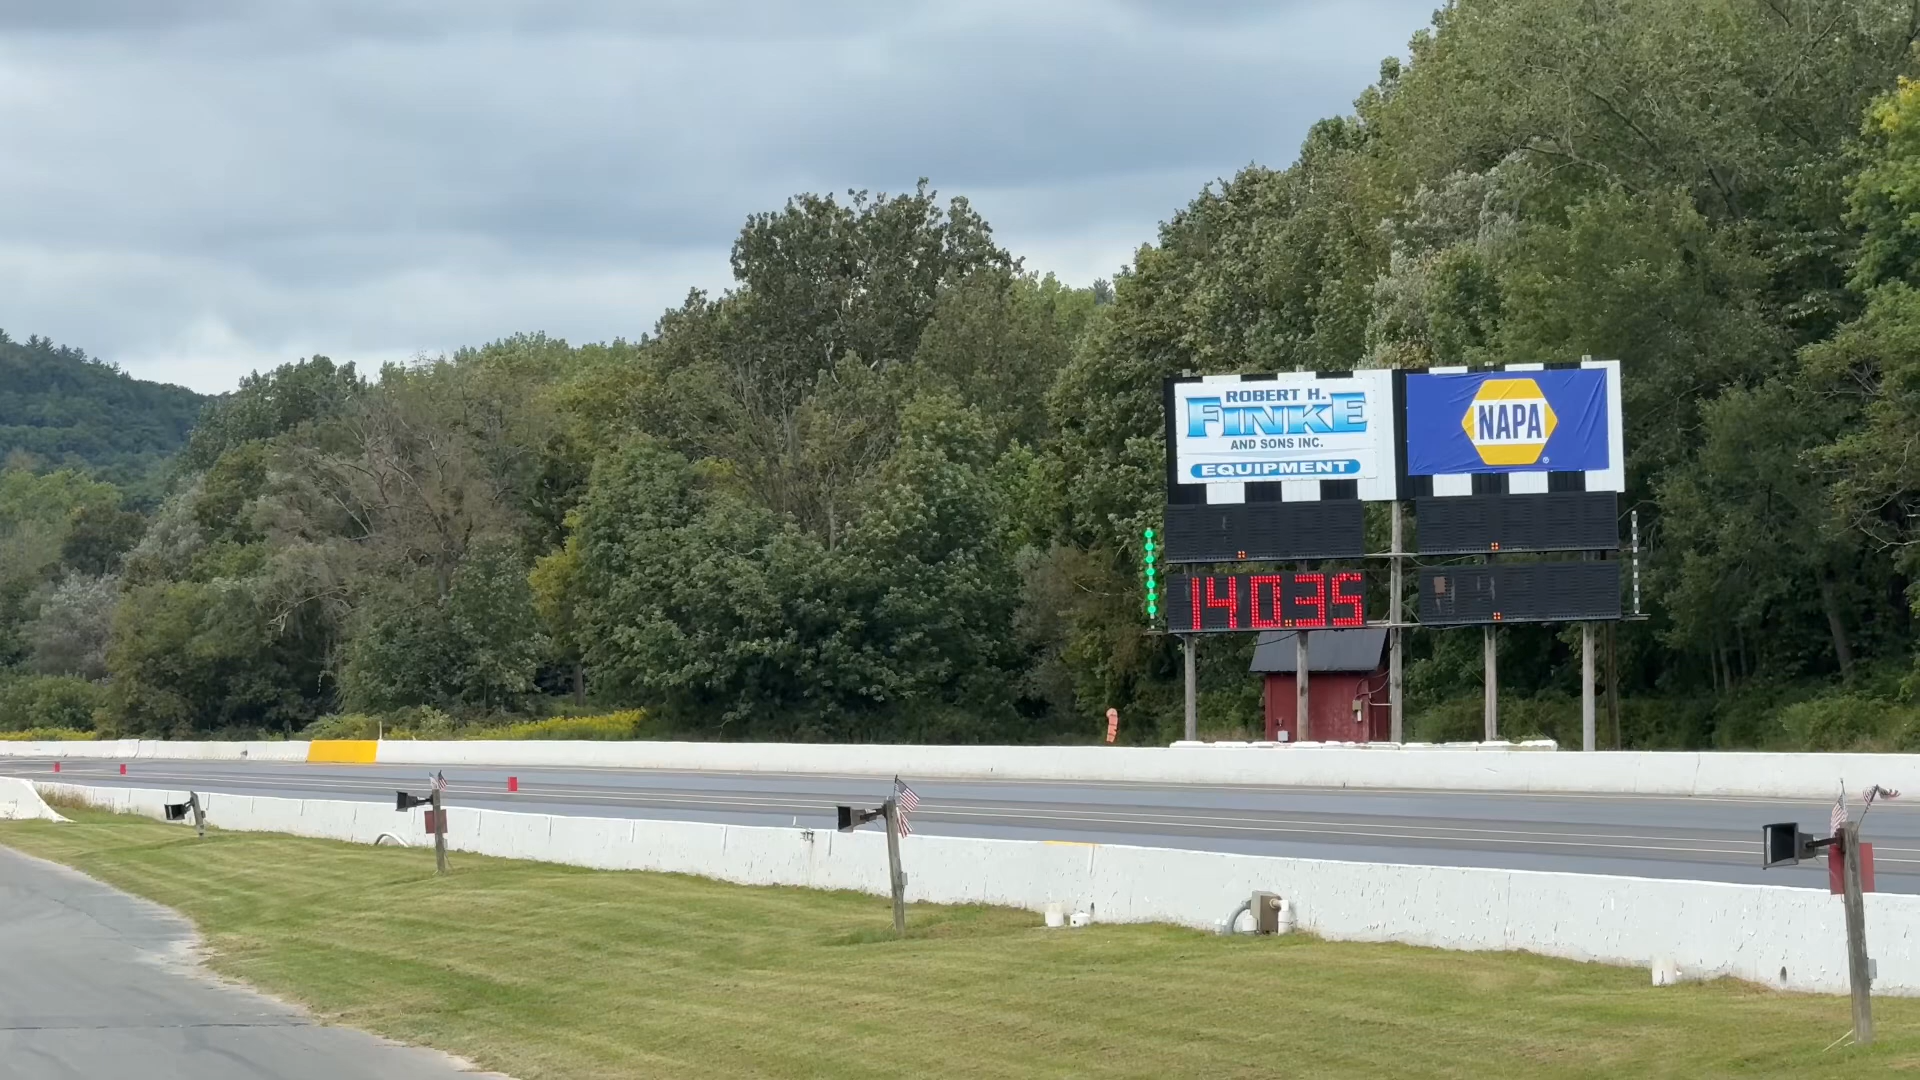 ROBERT H.
FINKE
AND SONS INC.
EQUIPMENT
NAPA
®
140.35